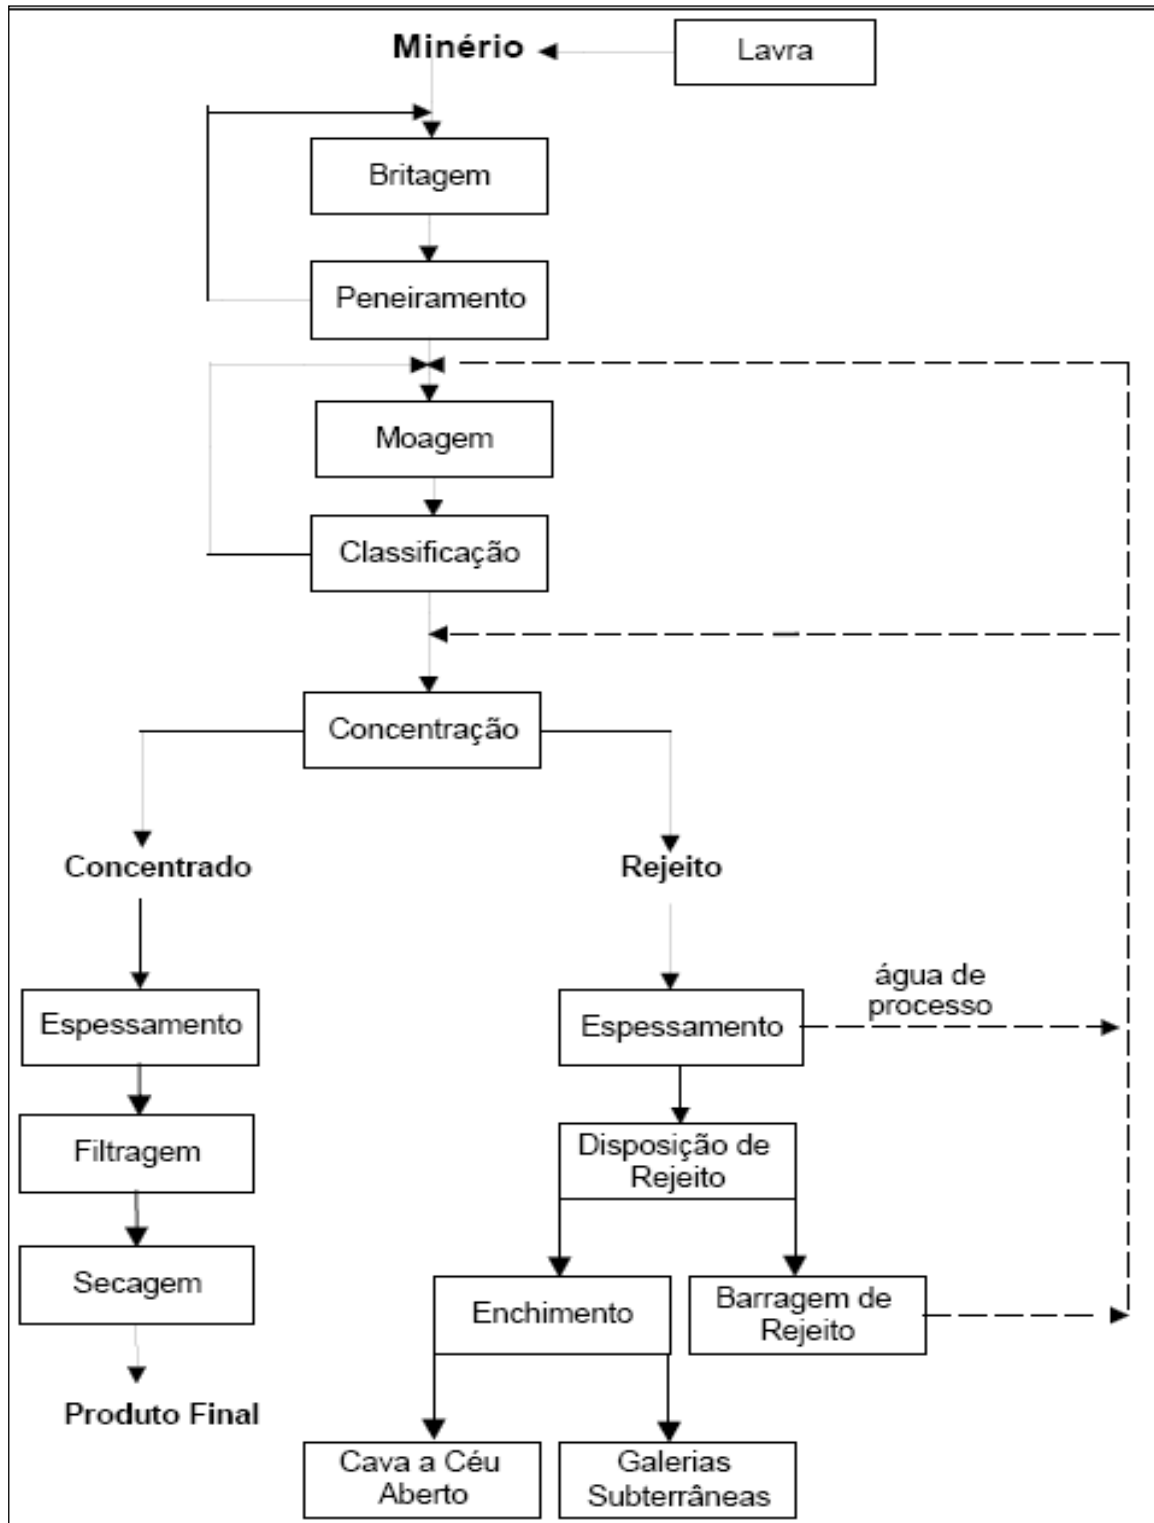 Minério
Lavra
Britagem
Peneiramento
Moagem
Classificação
Concentração
Concentrado
Rejeito
Espessamento
Espessamento
água de
processo
Filtragem
Disposição de
Rejeito
Secagem
Enchimento
Barragem de
Rejeito
Produto Final
Cava a Céu
Aberto
Galerias
Subterrâneas